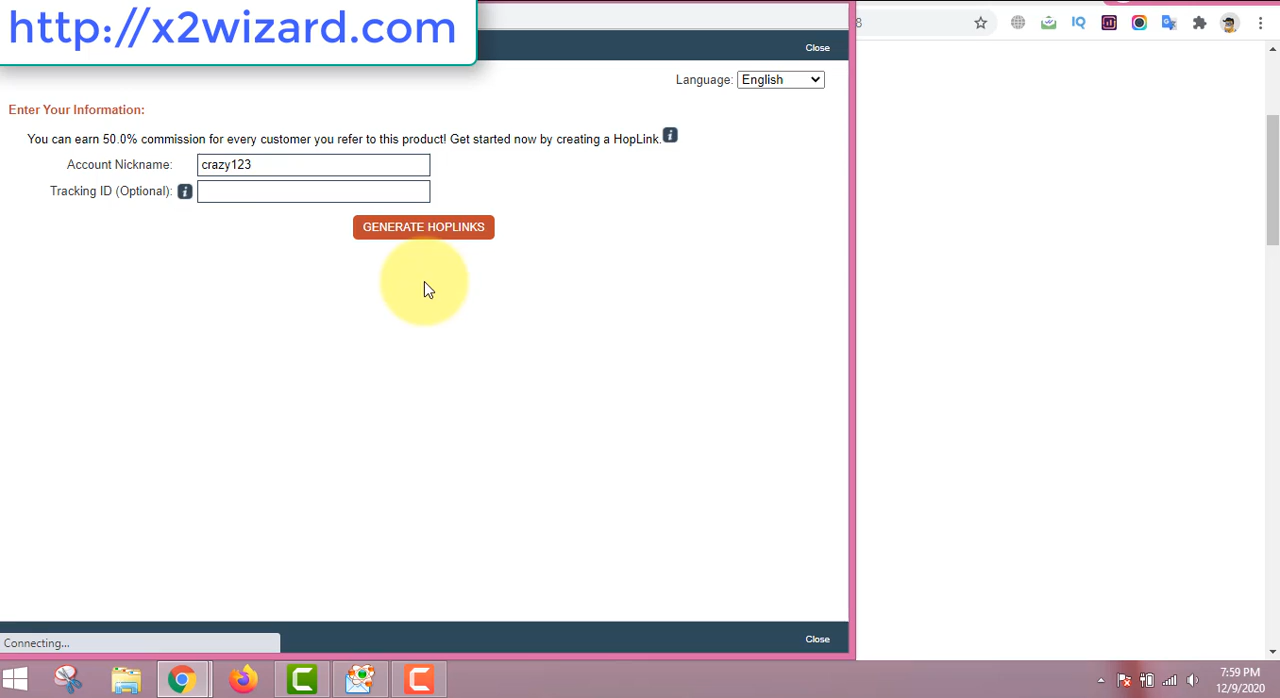 http://x2wizard.com
8
Close
Language: English
Enter Your Information:
You can earn 50.0% commission for every customer you refer to this product! Get started now by creating a HopLink.
Account Nickname: crazy123
Tracking ID (Optional):
GENERATE HOPLINKS
Connecting...
Close
7:59 PM
12/9/2020